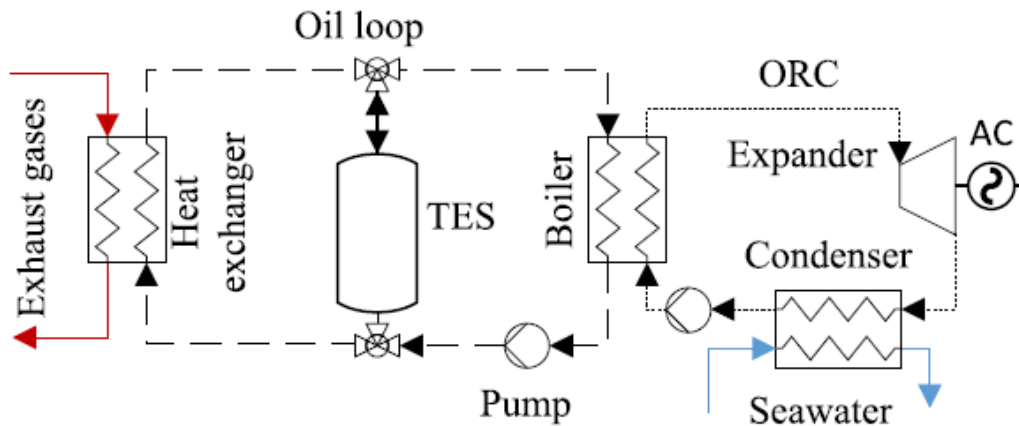 Oil loop
ORC
Exhaust gases
Heat
exchanger
TES
Boiler
Expander
AC
Condenser
Pump
Seawater